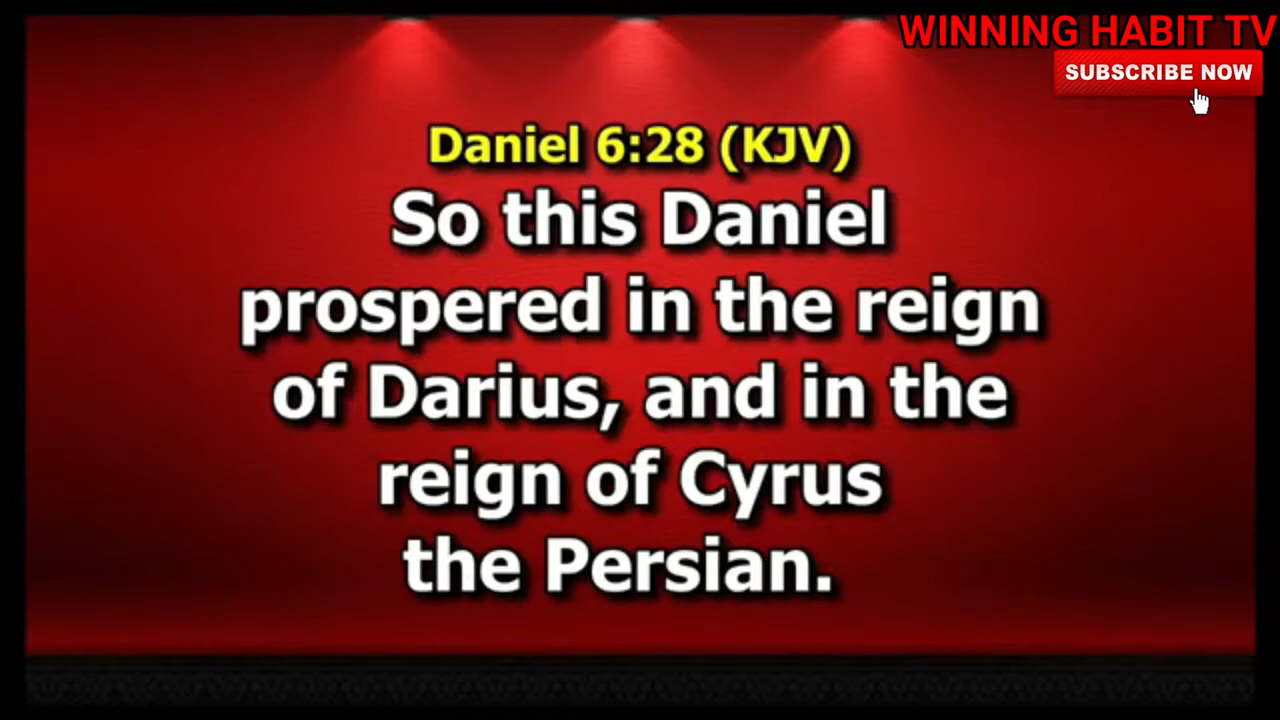 WINNING HABIT TV
SUBSCRIBE NOW
Daniel 6:28 (KJV)
So this Daniel
prospered in the reign
of Darius, and in the
reign of Cyrus
the Persian.